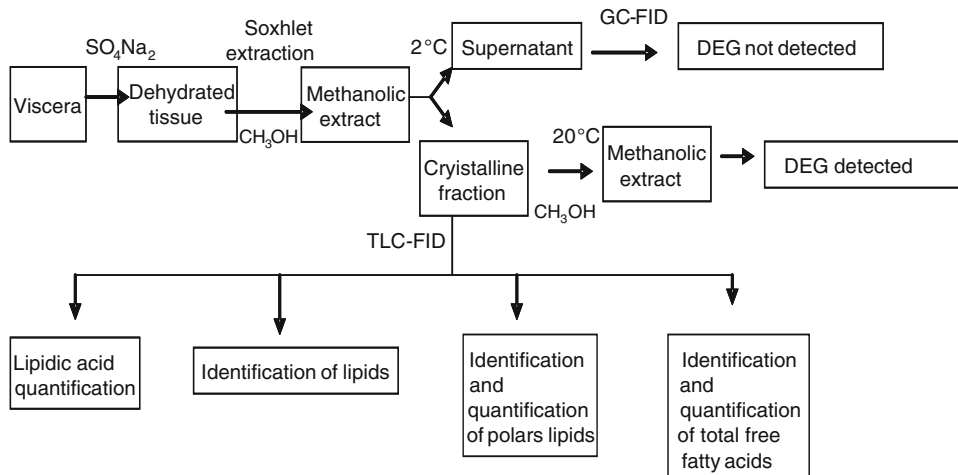 GC-FID
SO₄Na₂
Soxhlet
extraction
2°C
Supernatant
DEG not detected
Viscera
Dehydrated
tissue
CH₃OH
Methanolic
extract
Cryistalline
fraction
20°C
CH₃OH
Methanolic
extract
DEG detected
TLC-FID
Lipidic acid
quantification
Identification of lipids
Identification
and
quantification
of polars lipids
Identification
and
quantification
of total free
fatty acids